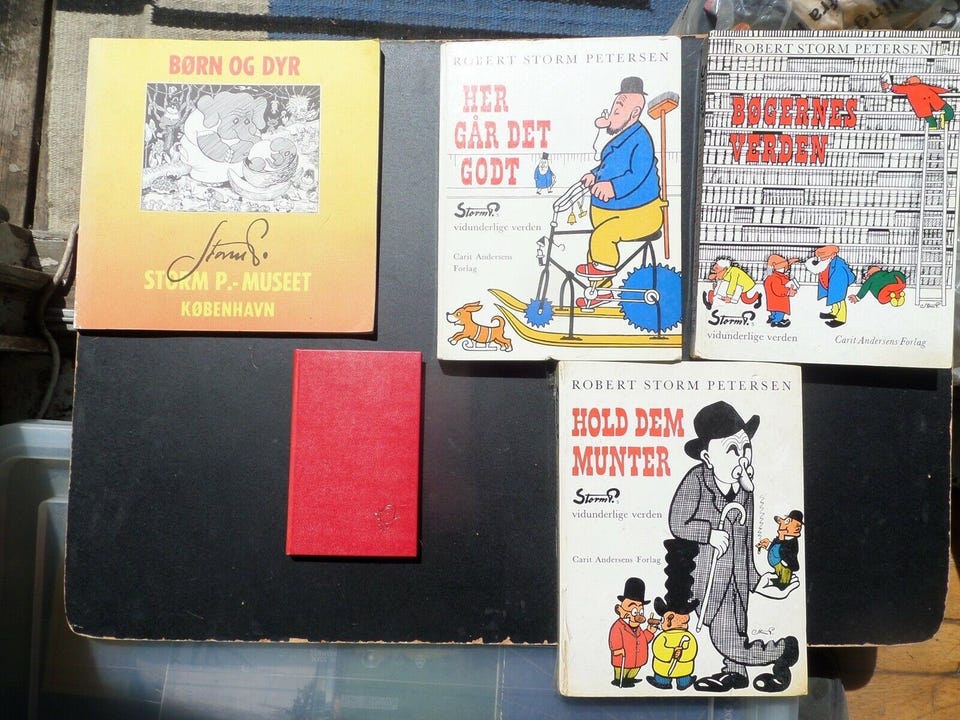 BØRN OG DYR
Storm P.
STORM P.-MUSEET
KØBENHAVN
ROBERT STORM PETERSEN
HER
GÅR DET
GODT
Storm P.s
vidunderlige verden
Carit Andersens
Forlag
ROBERT STORM PETERSEN
BØGERNES
VERDEN
Storm P.s
vidunderlige verden
Carit Andersens Forlag
ROBERT STORM PETERSEN
HOLD DEM
MUNTER
Storm P.s
vidunderlige verden
Carit Andersens Forlag
fra